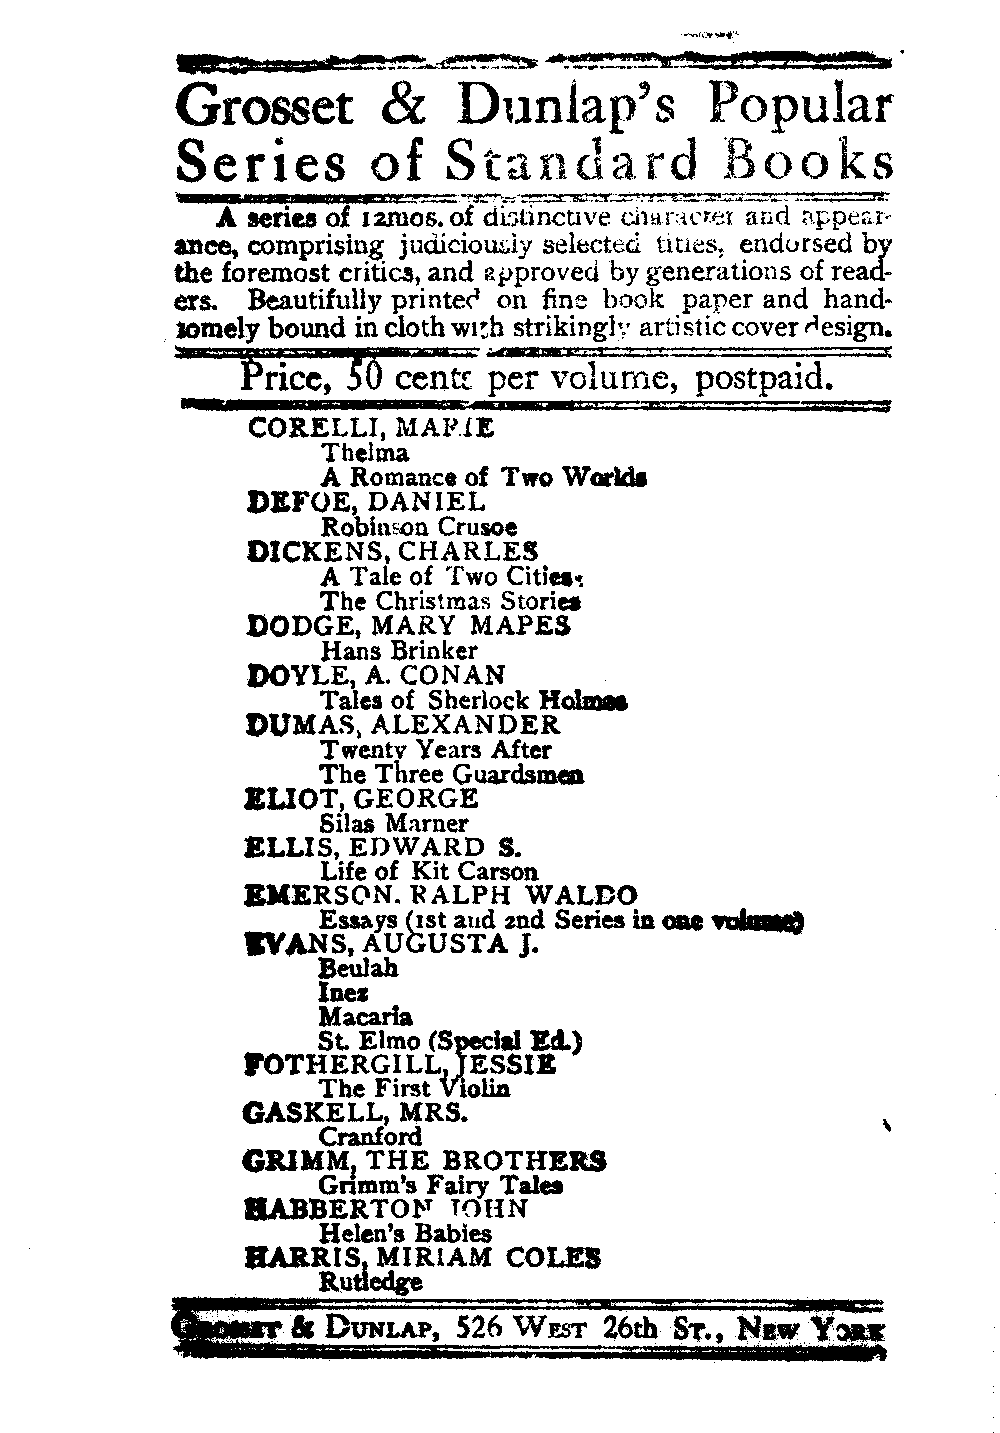 Grosset & Dunlap's Popular
Series of Standard Books
A series of 12mos. of distinctive character and appear-
ance, comprising judiciously selected titles, endorsed by
the foremost critics, and approved by generations of read-
ers. Beautifully printed on fine book paper and hand-
somely bound in cloth with strikingly artistic cover design.
Price, 50 cents per volume, postpaid.
CORELLI, MARIE
Thelma
A Romance of Two Worlds
DEFOE, DANIEL
Robinson Crusoe
DICKENS, CHARLES
A Tale of Two Cities
The Christmas Stories
DODGE, MARY MAPES
Hans Brinker
DOYLE, A. CONAN
Tales of Sherlock Holmes
DUMAS, ALEXANDER
Twenty Years After
The Three Guardsmen
ELIOT, GEORGE
Silas Marner
ELLIS, EDWARD S.
Life of Kit Carson
EMERSON. RALPH WALDO
Essays (1st and 2nd Series in one volume)
EVANS, AUGUSTA J.
Beulah
Inez
Macaria
St. Elmo (Special Ed.)
FOTHERGILL, JESSIE
The First Violin
GASKELL, MRS.
Cranford
GRIMM, THE BROTHERS
Grimm's Fairy Tales
HABBERTON JOHN
Helen's Babies
HARRIS, MIRIAM COLES
Rutledge
GROSSET & DUNLAP, 526 WEST 26th ST., NEW YORK